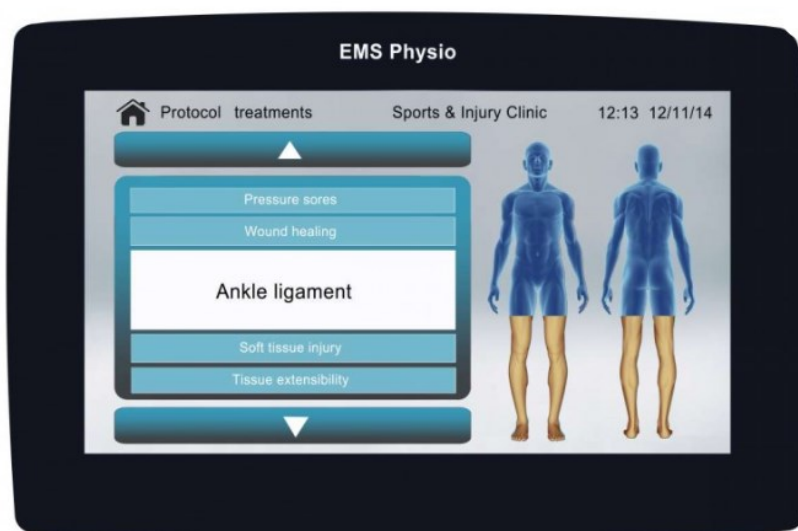 EMS Physio
Protocol treatments Sports & Injury Clinic 12:13 12/11/14
Pressure sores
Wound healing
Ankle ligament
Soft tissue injury
Tissue extensibility